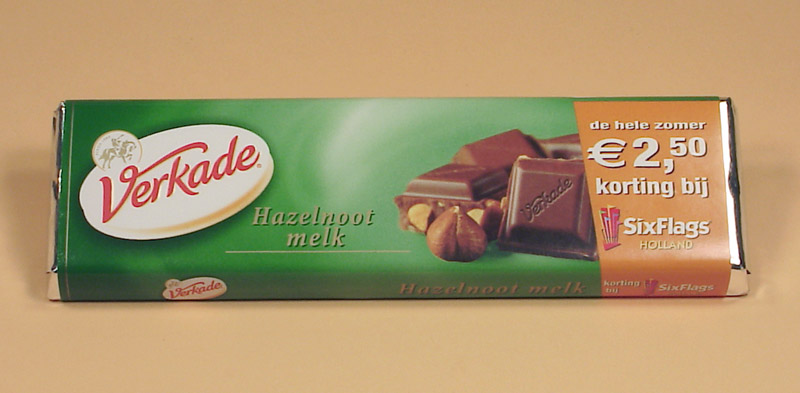 Verkade
Hazelnoot
melk
Verkade
de hele zomer
€ 2,50
korting bij
SixFlags
HOLLAND
Verkade
Hazelnoot melk
korting
bij
SixFlags